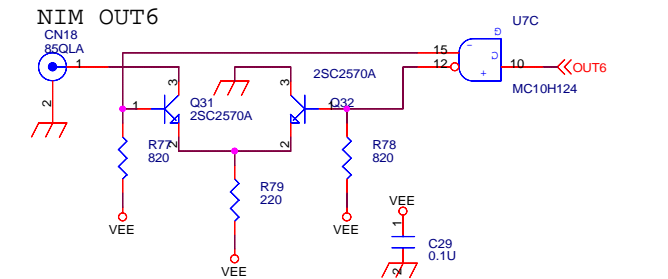 NIM OUT6
CN18
85QLA
1
2
3
1
Q31
2SC2570A
2
3
2SC2570A
1
Q32
2
R77
820
VEE
R79
220
VEE
R78
820
VEE
VEE
1
C29
0.1U
2
U7C
15
12
G
G
-
+
10
OUT6
MC10H124